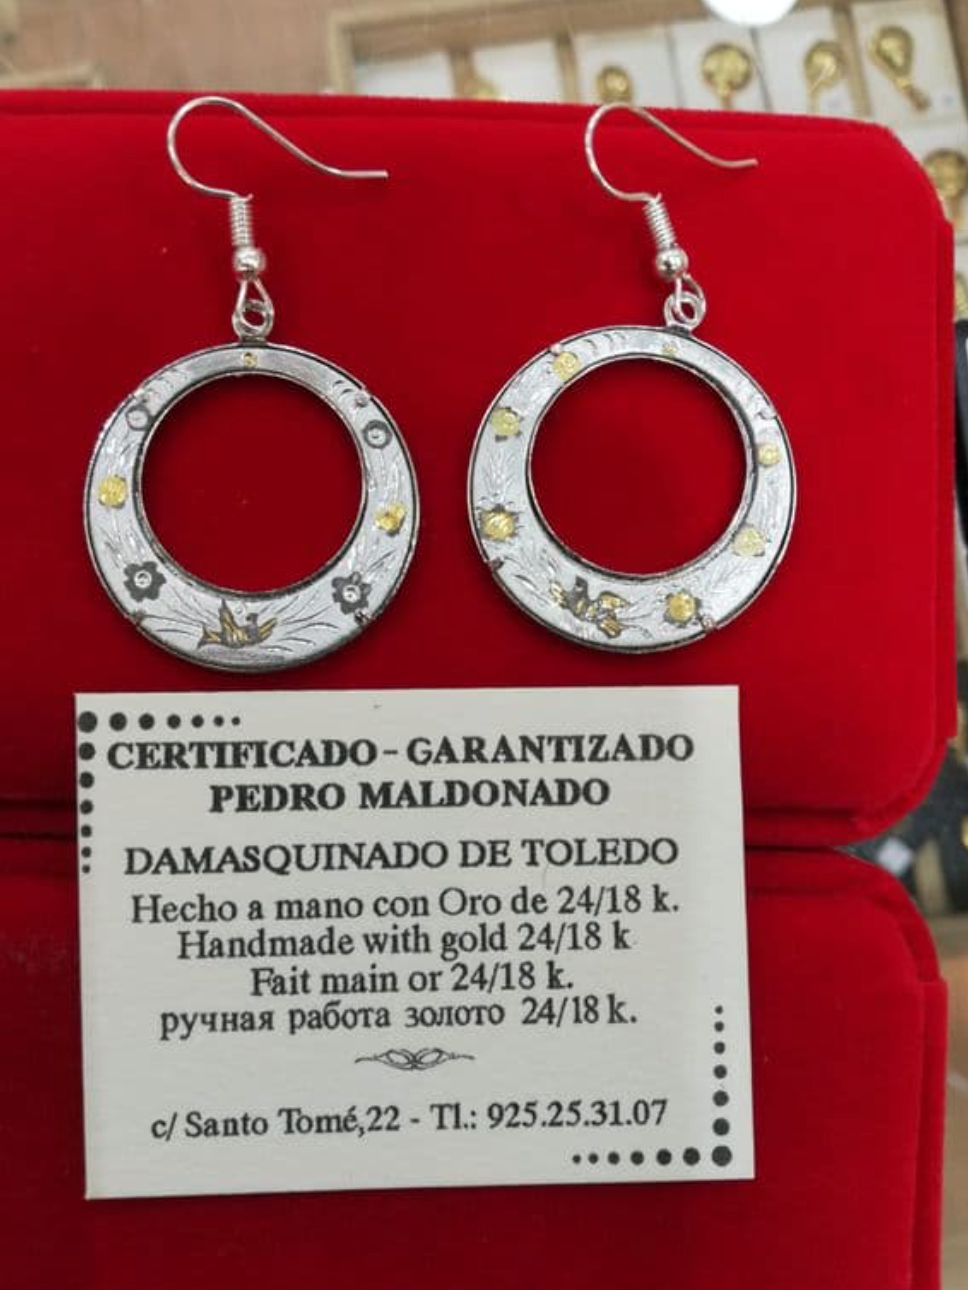 CERTIFICADO - GARANTIZADO
PEDRO MALDONADO
DAMASQUINADO DE TOLEDO
Hecho a mano con Oro de 24/18 k.
Handmade with gold 24/18 k
Fait main or 24/18 k.
ручная работа золото 24/18 k.
c/ Santo Tomé,22 - Tl.: 925.25.31.07